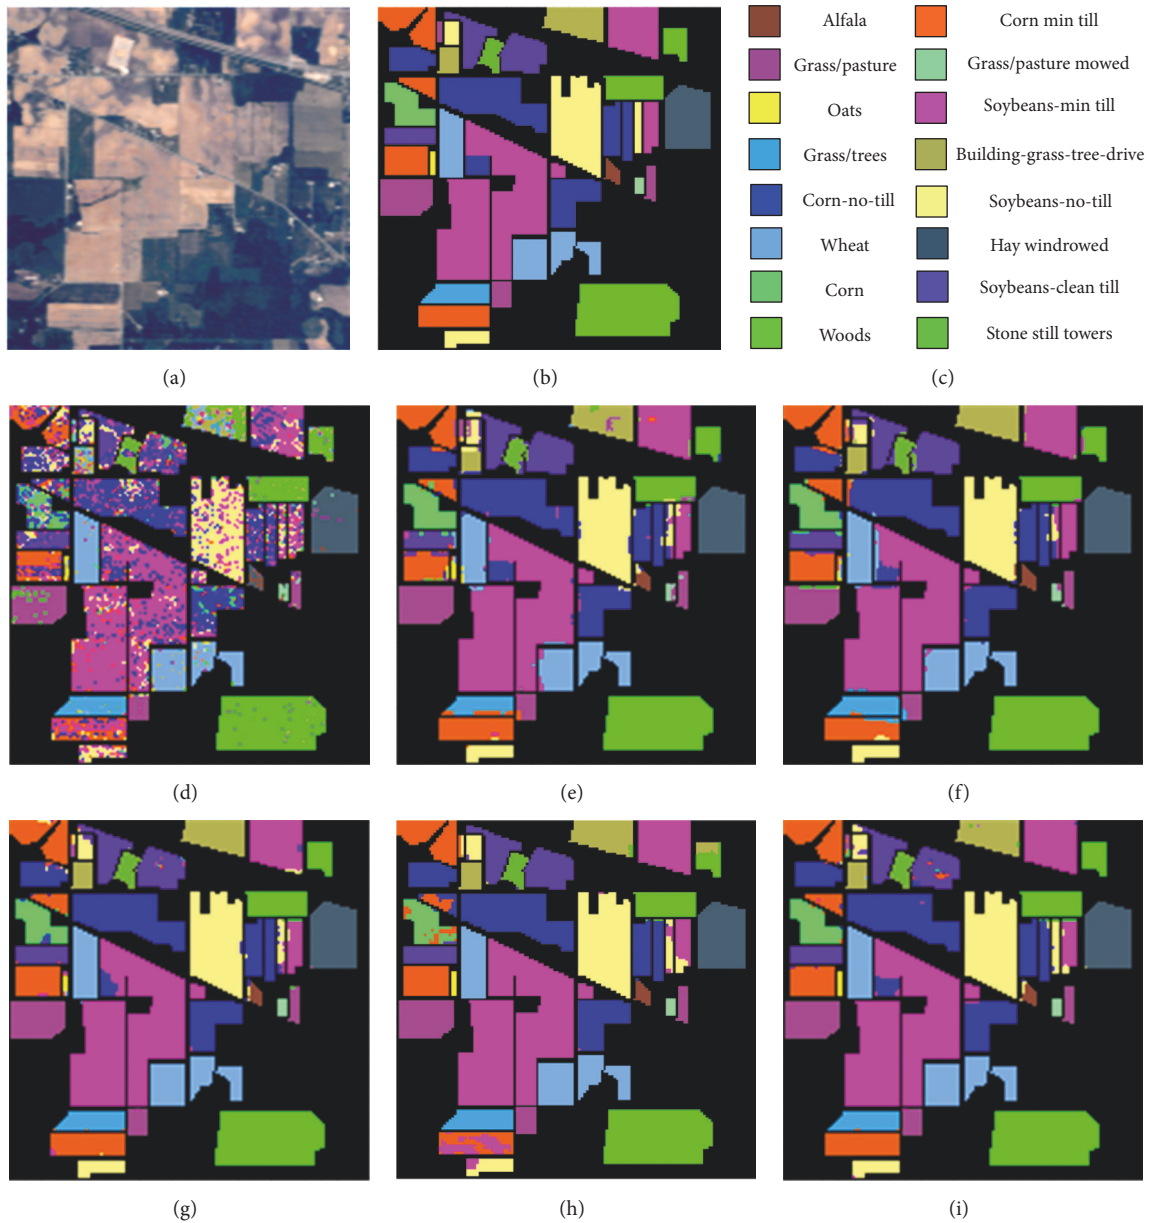 Alfala
Corn min till
Grass/pasture
Grass/pasture mowed
Oats
Soybeans-min till
Grass/trees
Building-grass-tree-drive
Corn-no-till
Soybeans-no-till
Wheat
Hay windrowed
Corn
Soybeans-clean till
Woods
Stone still towers
(a)
(b)
(c)
(d)
(e)
(f)
(g)
(h)
(i)